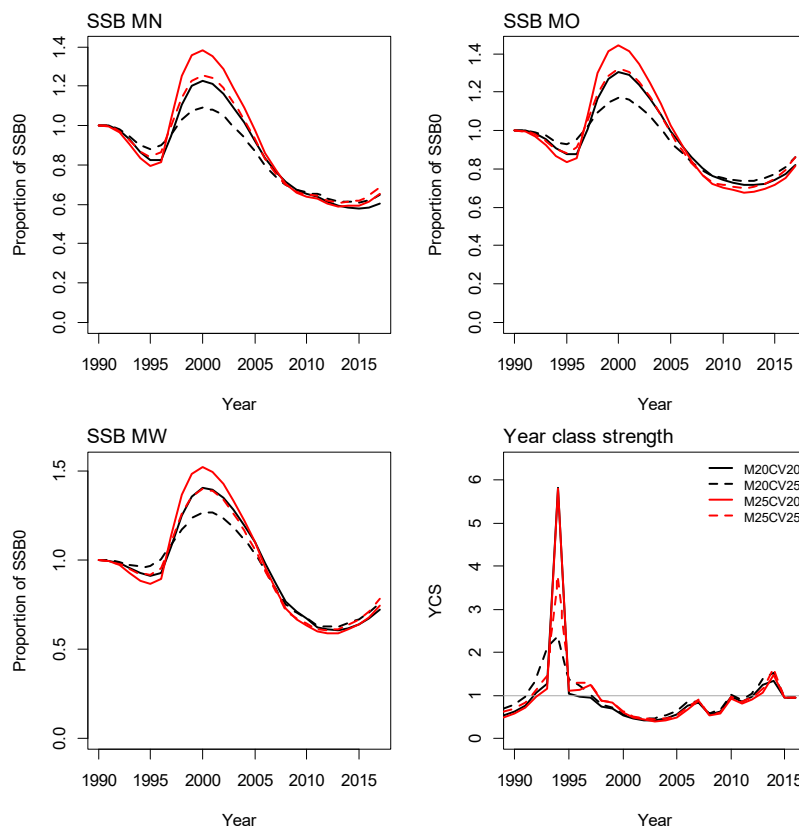 SSB MN
Proportion of SSB0
0.0 0.2 0.4 0.6 0.8 1.0 1.2 1.4
1990 1995 2000 2005 2010 2015
Year
SSB MO
Proportion of SSB0
0.0 0.2 0.4 0.6 0.8 1.0 1.2 1.4
1990 1995 2000 2005 2010 2015
Year
SSB MW
Proportion of SSB0
0.0 0.5 1.0 1.5
1990 1995 2000 2005 2010 2015
Year
Year class strength
M20CV20
M20CV25
M25CV20
M25CV25
YCS
0 1 2 3 4 5 6
1990 1995 2000 2005 2010 2015
Year